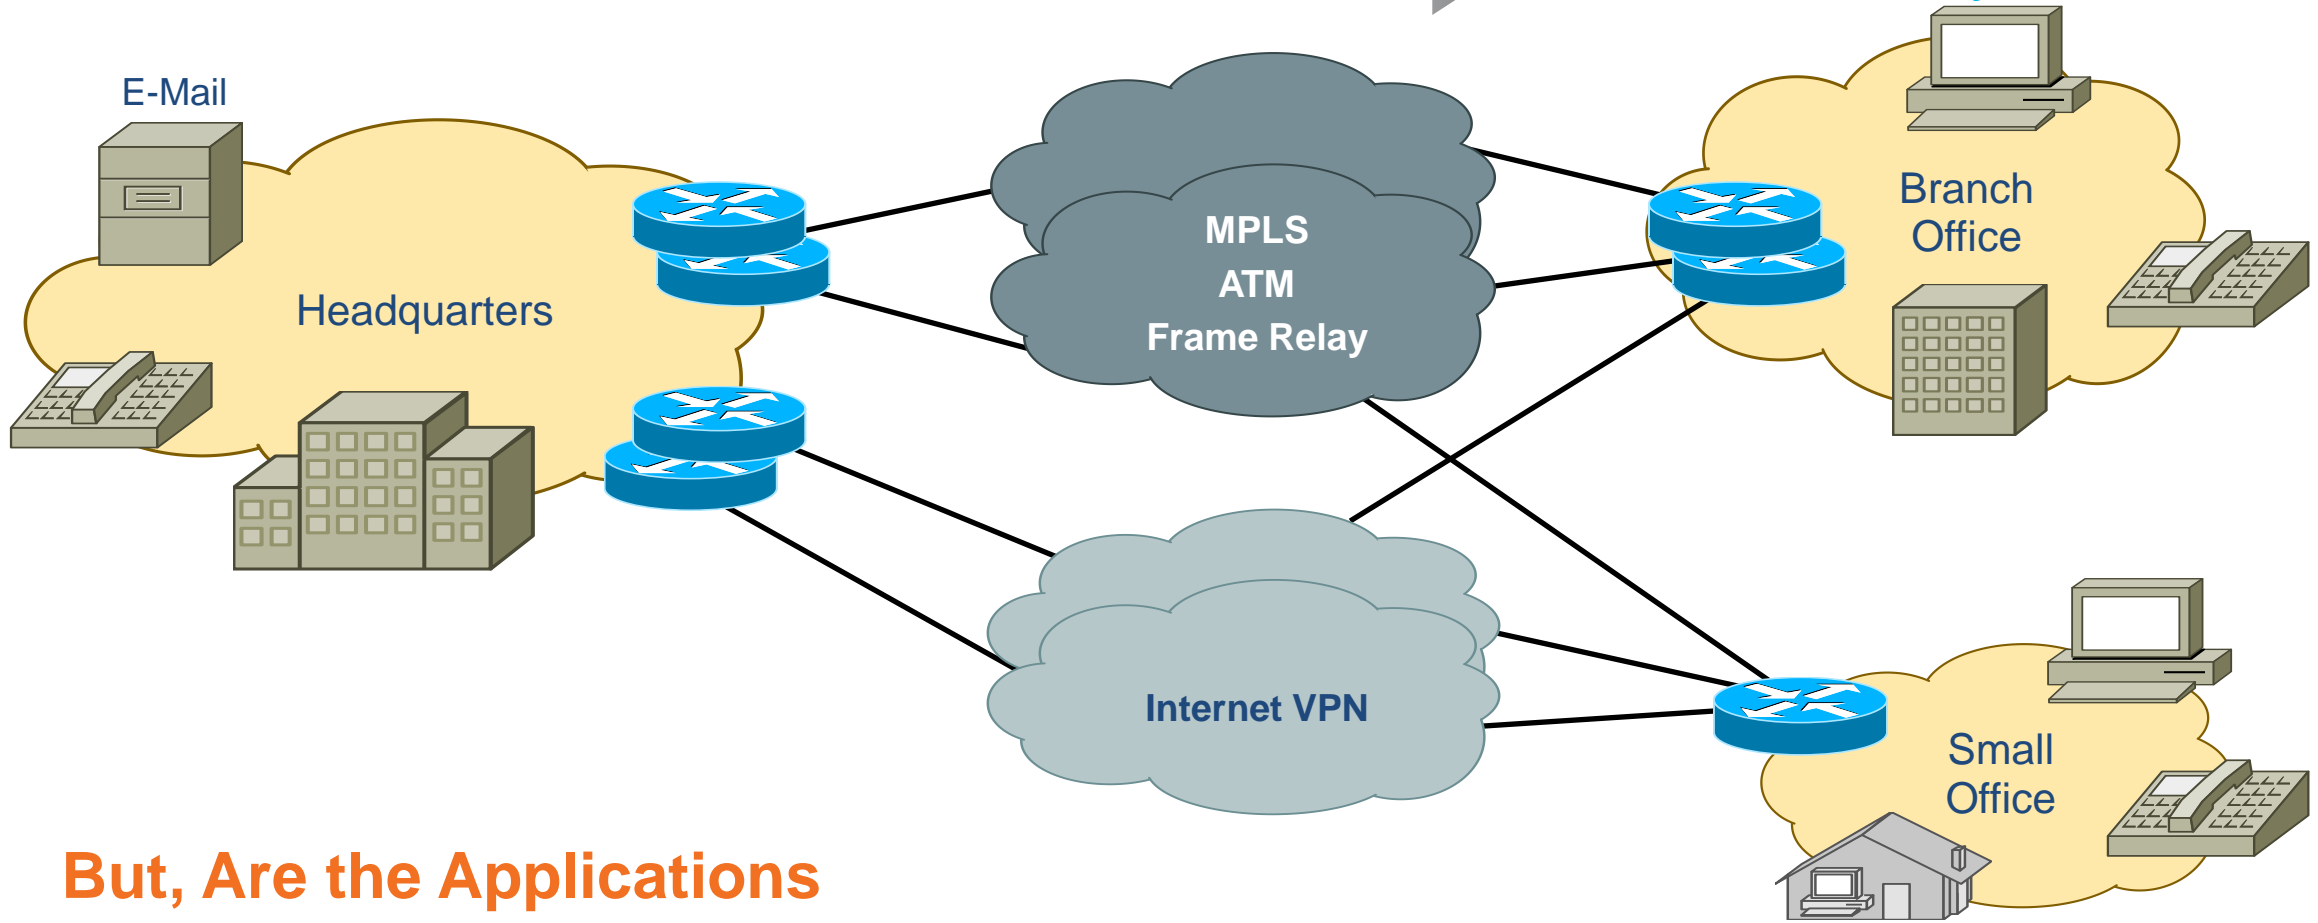 E-Mail
Headquarters
MPLS
ATM
Frame Relay
Branch
Office
Internet VPN
Small
Office
But, Are the Applications